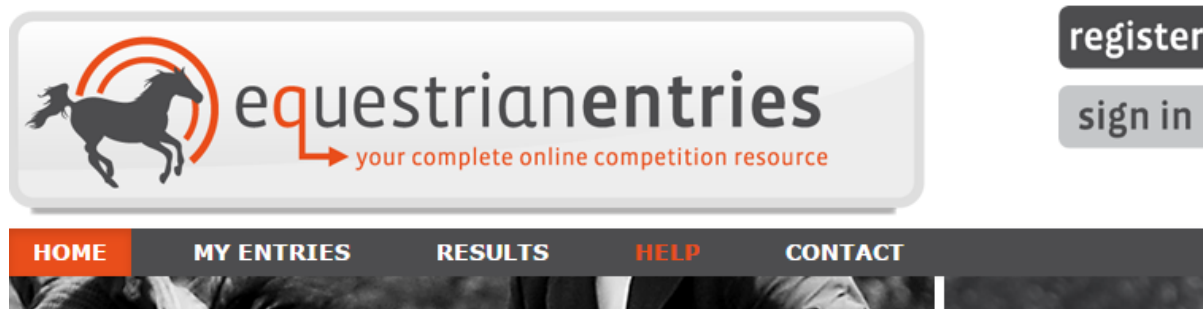 register
equestrianentries
sign in
your complete online competition resource
HOME MY ENTRIES RESULTS HELP CONTACT